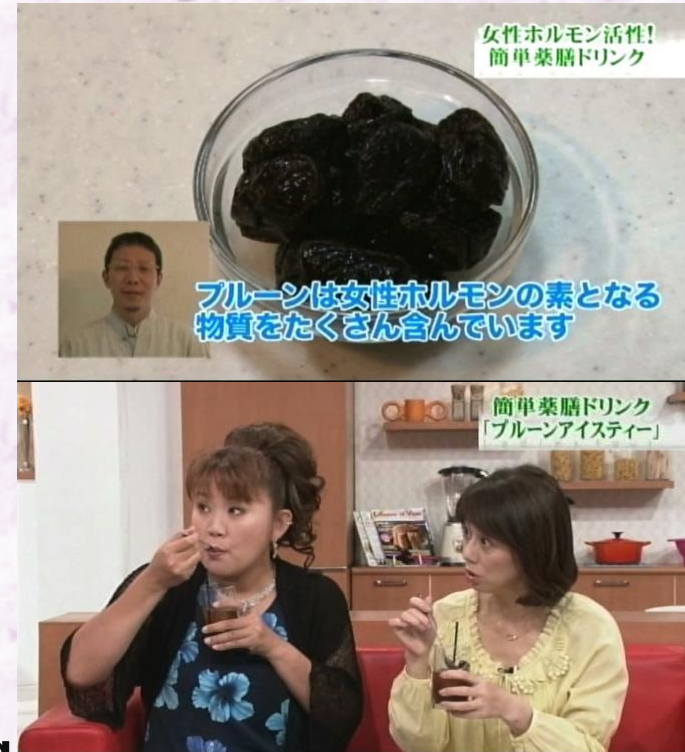 女性ホルモン活性!
簡単薬膳ドリンク
プルーンは女性ホルモンの素となる
物質をたくさん含んでいます
簡単薬膳ドリンク
「プルーンアイスティー」